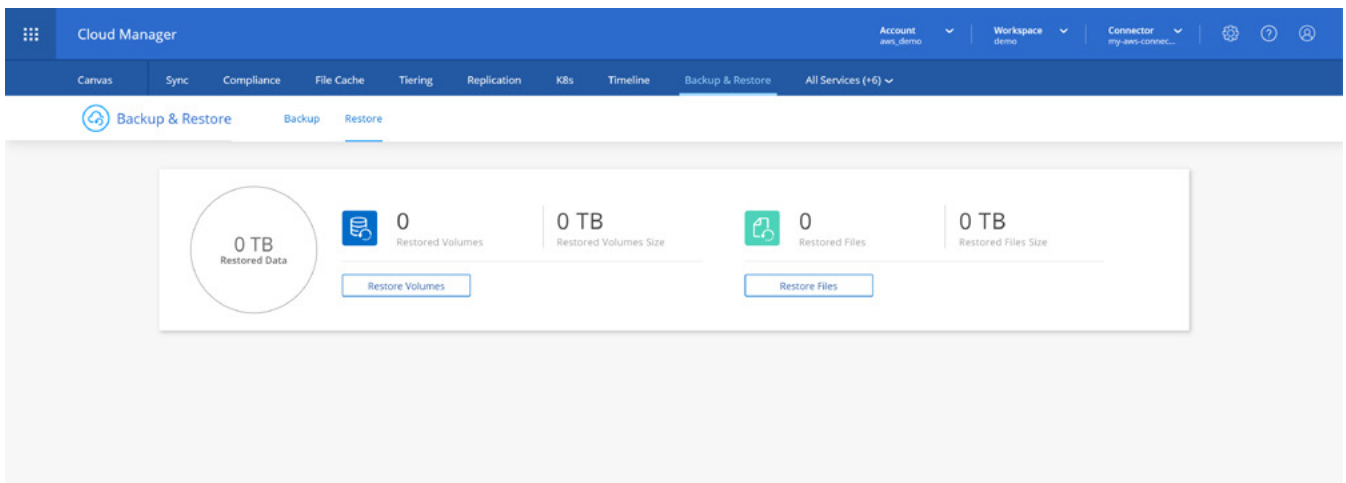 Cloud Manager
Account
aws_demo
Workspace
demo
Connector
my-aws-connec...
Canvas Sync Compliance File Cache Tiering Replication K8s Timeline Backup & Restore All Services (+6)
Backup & Restore Backup Restore
0 TB
Restored Data
0
Restored Volumes
0 TB
Restored Volumes Size
Restore Volumes
0
Restored Files
0 TB
Restored Files Size
Restore Files